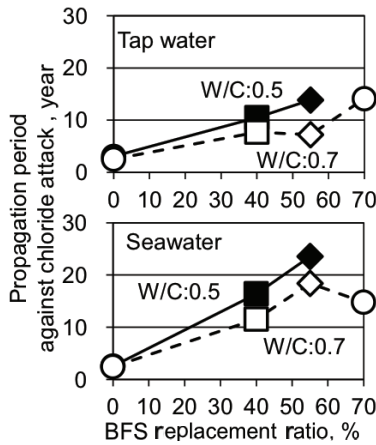 Propagation period
against chloride attack , year
30
Tap water
W/C:0.5
20
10
W/C:0.7
0
0 10 20 30 40 50 60 70
30
Seawater
20
W/C:0.5
10
W/C:0.7
0
0 10 20 30 40 50 60 70
BFS replacement ratio, %